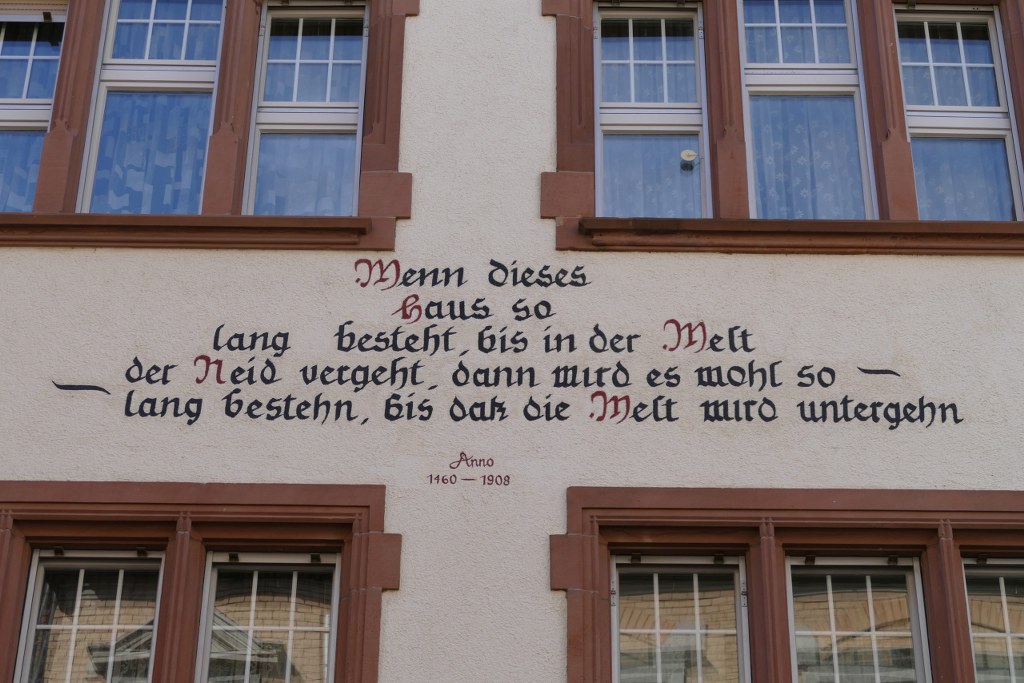 Wenn dieses
Haus so
lang besteht, bis in der Welt
der Neid vergeht, dann wird es wohl so —
— lang bestehn, bis daß die Welt wird untergehn
Anno
1460 — 1908